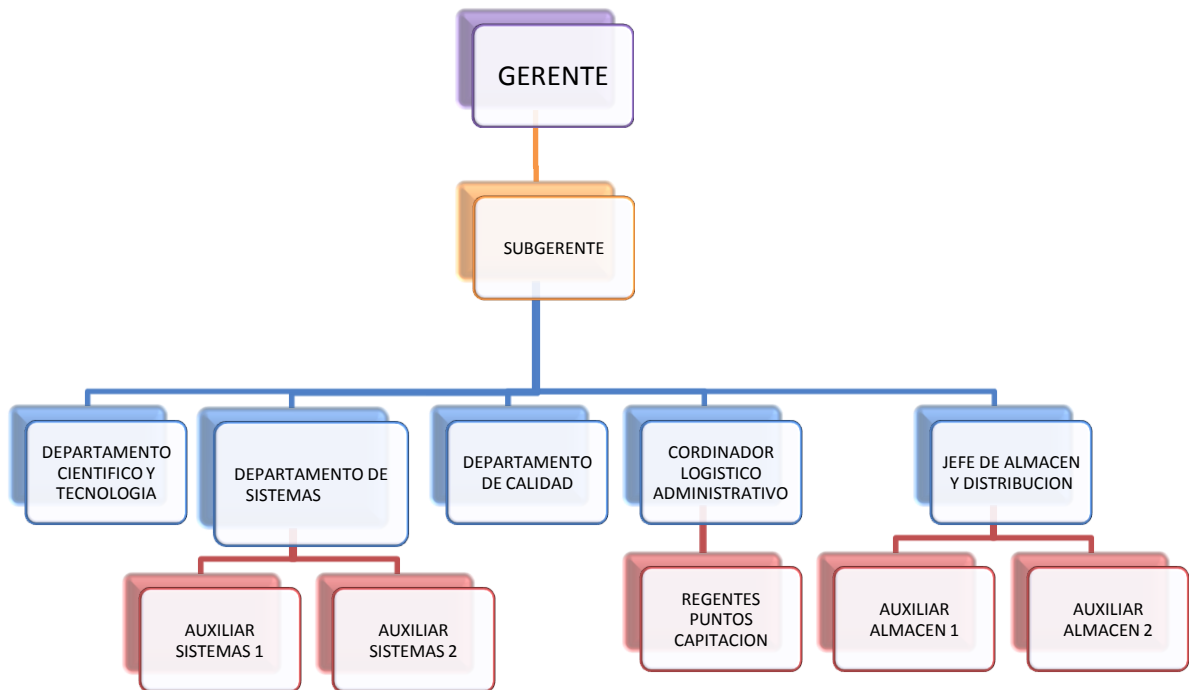 GERENTE
SUBGERENTE
DEPARTAMENTO
CIENTIFICO Y
TECNOLOGIA
DEPARTAMENTO DE
SISTEMAS
DEPARTAMENTO
DE CALIDAD
CORDINADOR
LOGISTICO
ADMINISTRATIVO
JEFE DE ALMACEN
Y DISTRIBUCION
AUXILIAR
SISTEMAS 1
AUXILIAR
SISTEMAS 2
REGENTES
PUNTOS
CAPITACION
AUXILIAR
ALMACEN 1
AUXILIAR
ALMACEN 2